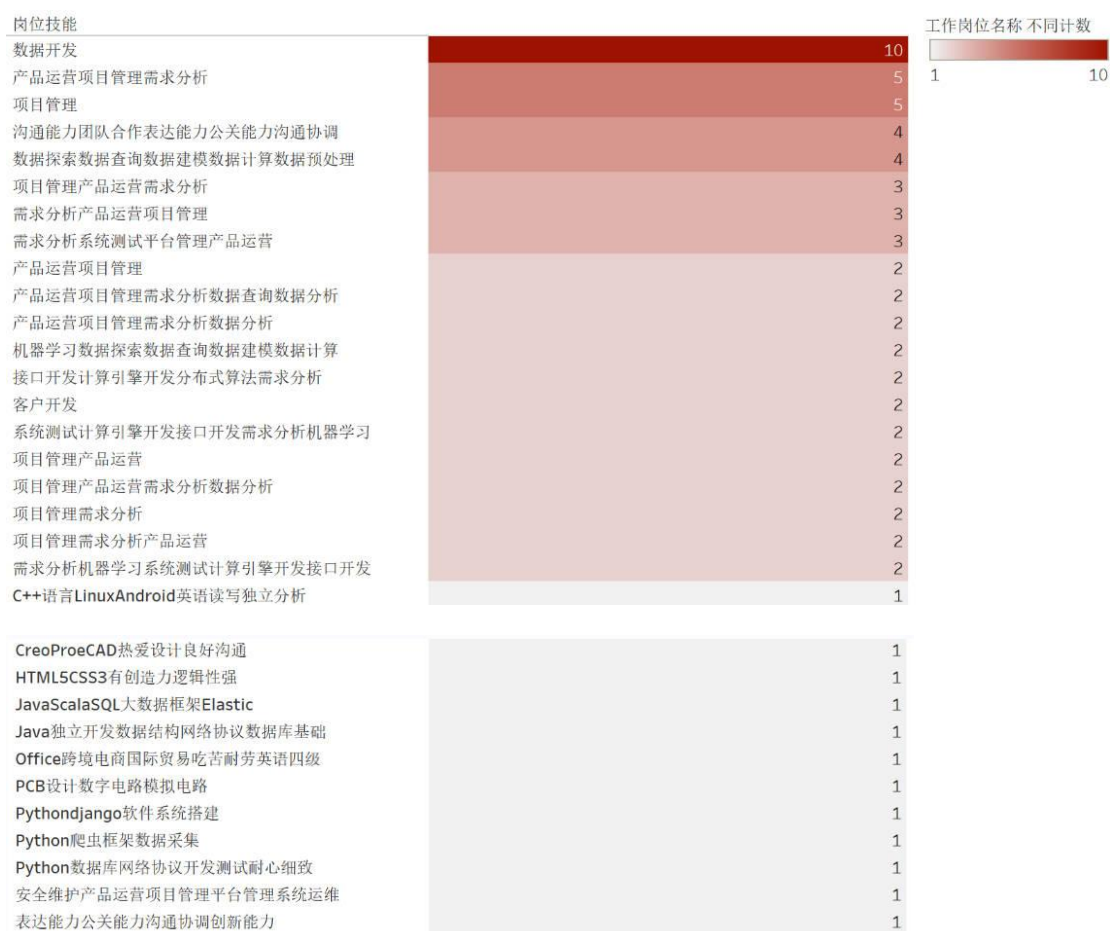 岗位技能
工作岗位名称 不同计数
1 10
数据开发 10
产品运营项目管理需求分析 5
项目管理 5
沟通能力团队合作表达能力公关能力沟通协调 4
数据探索数据查询数据建模数据计算数据预处理 4
项目管理产品运营需求分析 3
需求分析产品运营项目管理 3
需求分析系统测试平台管理产品运营 3
产品运营项目管理 2
产品运营项目管理需求分析数据查询数据分析 2
产品运营项目管理需求分析数据分析 2
机器学习数据探索数据查询数据建模数据计算 2
接口开发计算引擎开发分布式算法需求分析 2
客户开发 2
系统测试计算引擎开发接口开发需求分析机器学习 2
项目管理产品运营 2
项目管理产品运营需求分析数据分析 2
项目管理需求分析 2
项目管理需求分析产品运营 2
需求分析机器学习系统测试计算引擎开发接口开发 2
C++语言LinuxAndroid英语读写独立分析 1
CreoProeCAD热爱设计良好沟通 1
HTML5CSS3有创造力逻辑性强 1
JavaScalaSQL大数据框架Elastic 1
Java独立开发数据结构网络协议数据库基础 1
Office跨境电商国际贸易吃苦耐劳英语四级 1
PCB设计数字电路模拟电路 1
Pythondjango软件系统搭建 1
Python爬虫框架数据采集 1
Python数据库网络协议开发测试耐心细致 1
安全维护产品运营项目管理平台管理系统运维 1
表达能力公关能力沟通协调创新能力 1